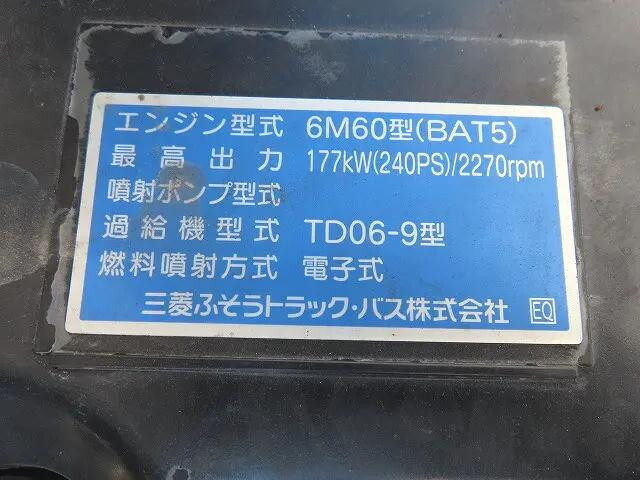 エンジン型式 6M60型(BAT5)
最高出力 177kW(240PS)/2270rpm
噴射ポンプ型式
過給機型式 TD06-9型
燃料噴射方式 電子式
三菱ふそうトラック・バス株式会社 EQ